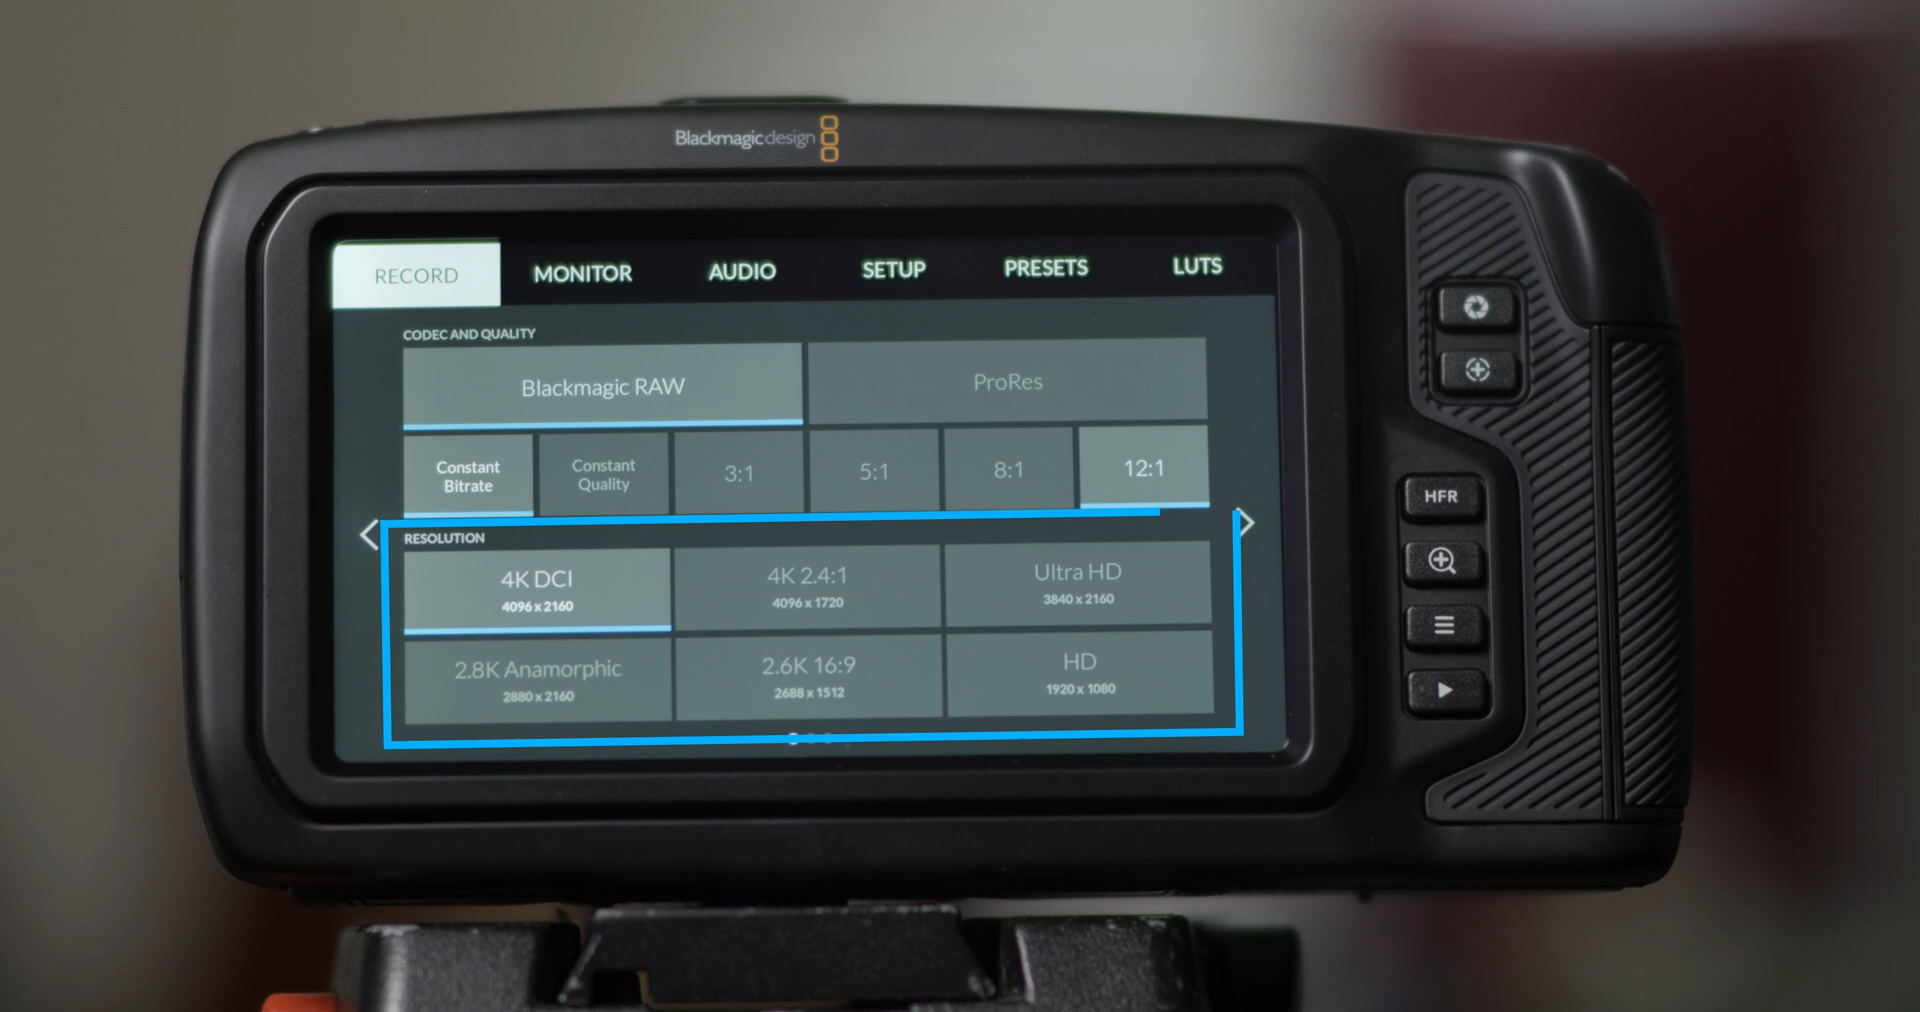 Blackmagicdesign
RECORD MONITOR AUDIO SETUP PRESETS LUTS
CODEC AND QUALITY
Blackmagic RAW ProRes
Constant Bitrate Constant Quality 3:1 5:1 8:1 12:1
HFR
RESOLUTION
4K DCI 4K 2.4:1 Ultra HD
4096 x 2160 4096 x 1720 3840 x 2160
2.8K Anamorphic 2.6K 16:9 HD
2880 x 2160 2688 x 1512 1920 x 1080